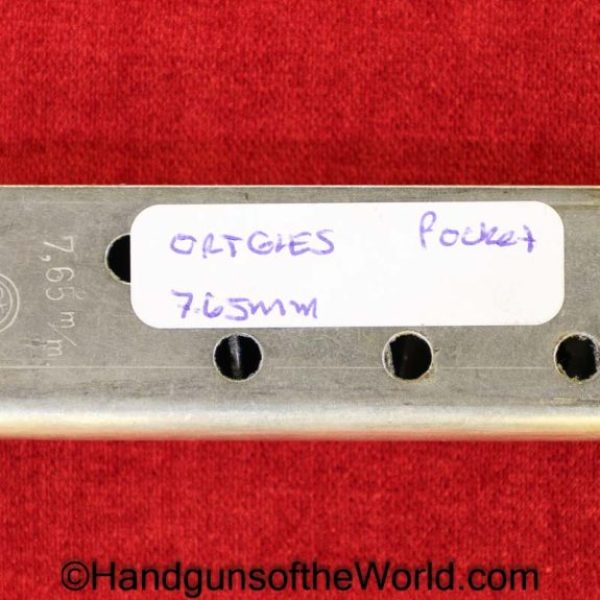 ORTGIES Pocket
7.65mm
7,65 m/m
©HandgunsoftheWorld.com